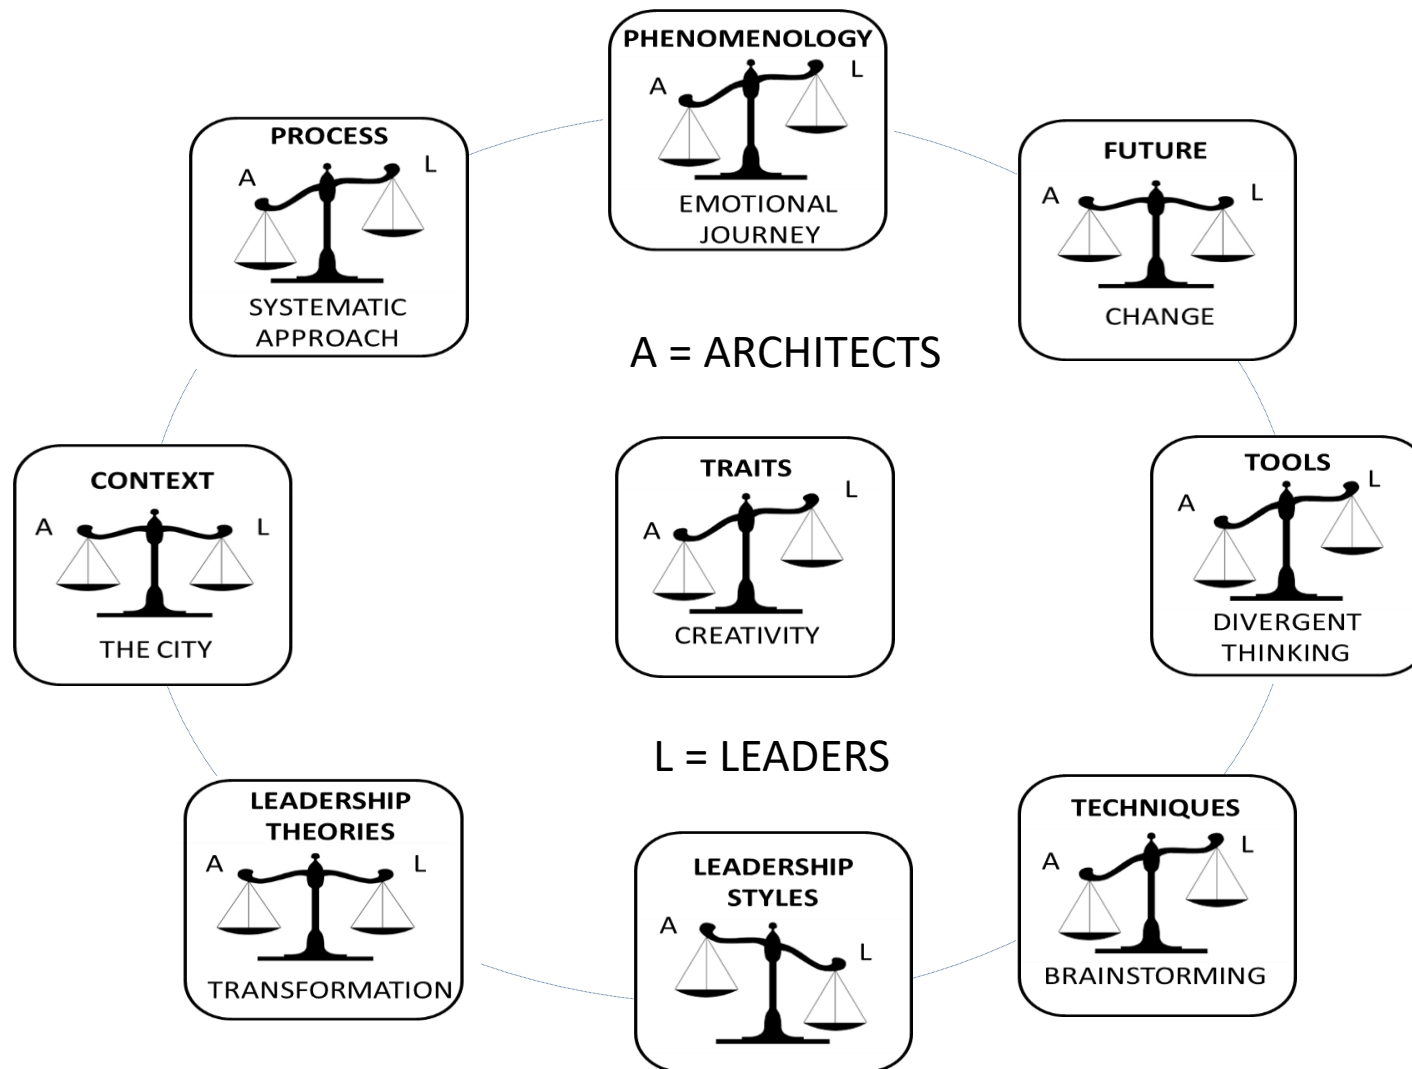 PHENOMENOLOGY
A
L
EMOTIONAL
JOURNEY
PROCESS
A
L
SYSTEMATIC
APPROACH
FUTURE
A
L
CHANGE
A = ARCHITECTS
CONTEXT
A
L
THE CITY
TRAITS
A
L
CREATIVITY
TOOLS
A
L
DIVERGENT
THINKING
L = LEADERS
LEADERSHIP
THEORIES
A
L
TRANSFORMATION
LEADERSHIP
STYLES
A
L
TECHNIQUES
A
L
BRAINSTORMING